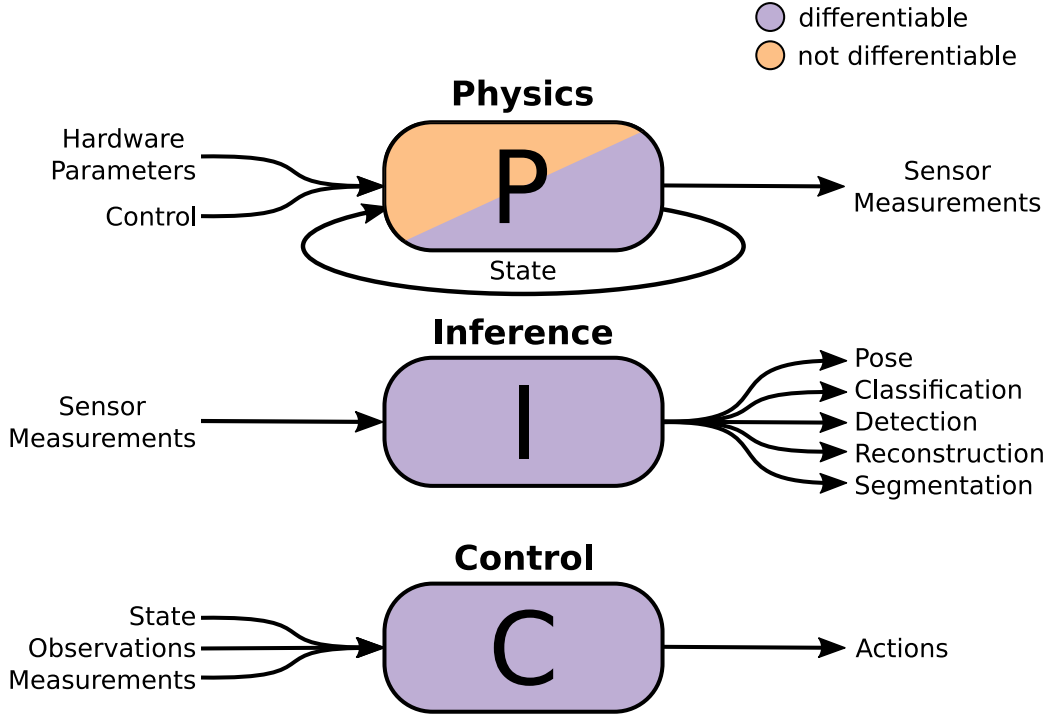 differentiable
not differentiable
Physics
Hardware
Parameters
Control
P
Sensor
Measurements
State
Inference
Sensor
Measurements
I
Pose
Classification
Detection
Reconstruction
Segmentation
Control
State
Observations
Measurements
C
Actions